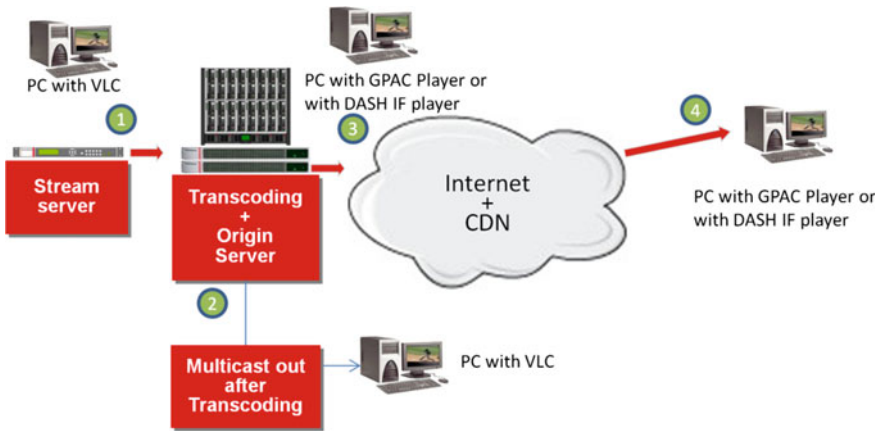 PC with VLC
1
Stream
server
Transcoding
+
Origin
Server
PC with GPAC Player or
with DASH IF player
3
Internet
+
CDN
4
PC with GPAC Player or
with DASH IF player
2
Multicast out
after
Transcoding
PC with VLC